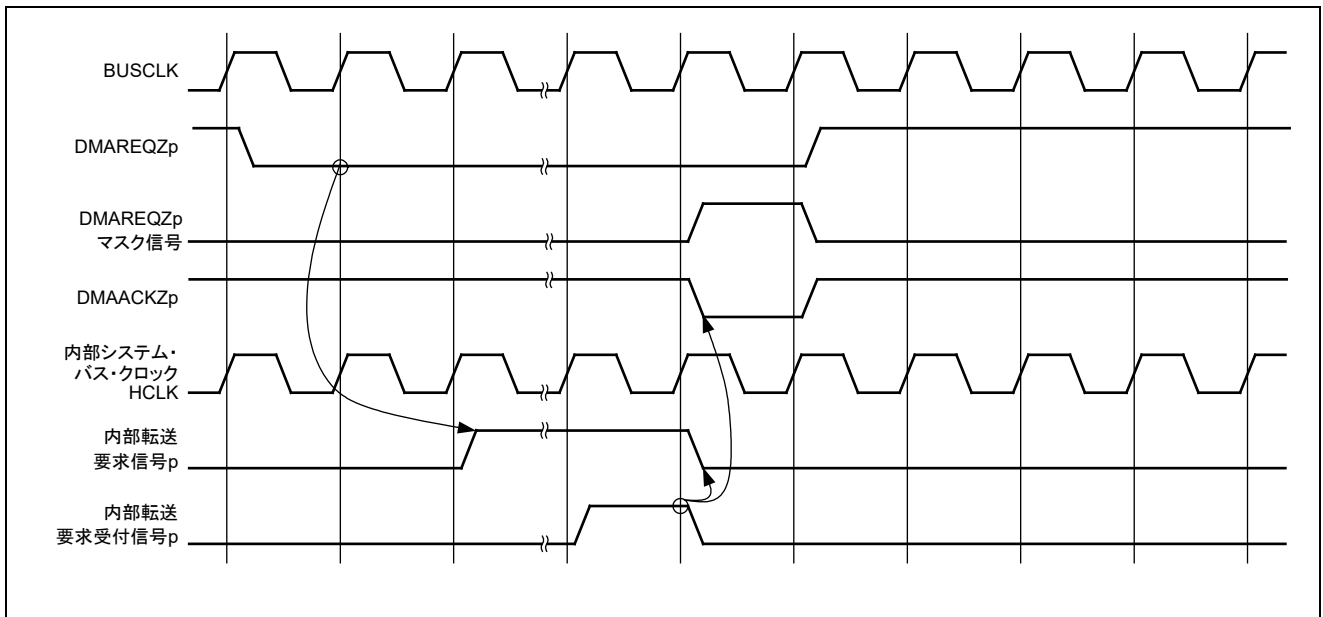 BUSCLK
DMAREQZp
DMAREQZp
マスク信号
DMAACKZp
内部システム・
バス・クロック
HCLK
内部転送
要求信号p
内部転送
要求受付信号p